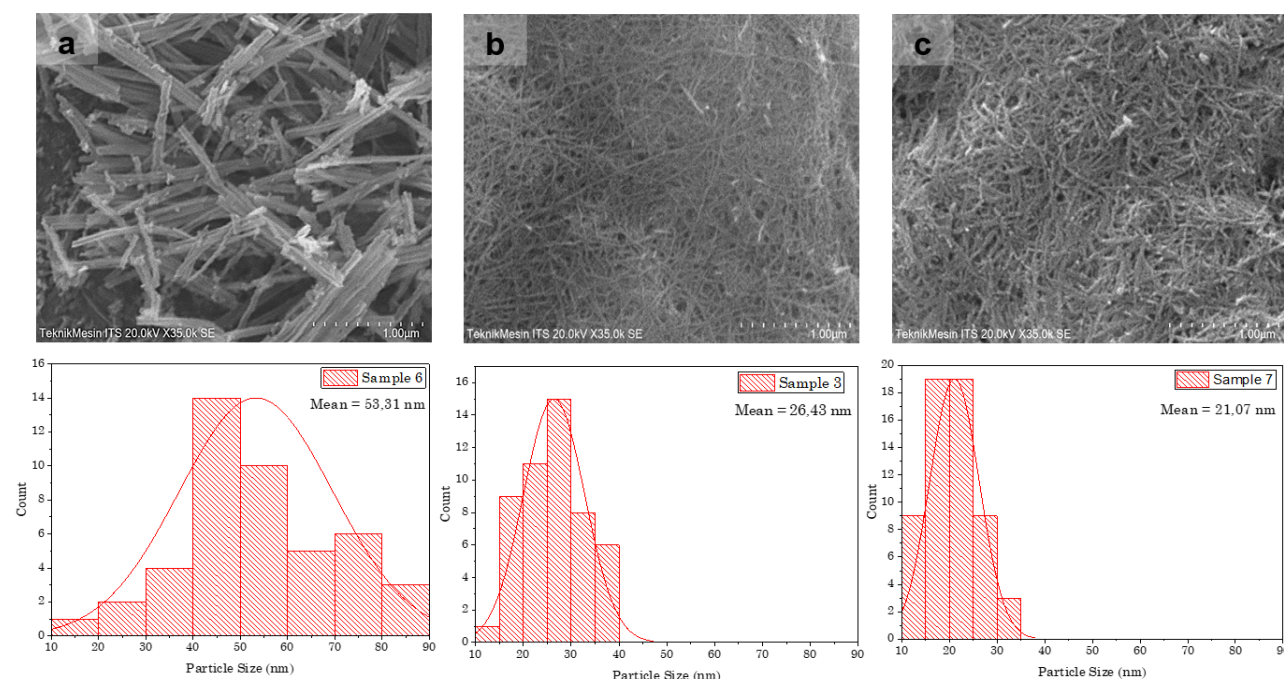 a
b
c
TeknikMesin ITS 20.0kV X35.0k SE
1.00µm
TeknikMesin ITS 20.0kV X35.0k SE
1.00µm
TeknikMesin ITS 20.0kV X35.0k SE
1.00µm
Sample 6
Mean = 53,31 nm
16
14
12
10
8
6
4
2
0
Count
10 20 30 40 50 60 70 80 90
Particle Size (nm)
Sample 3
Mean = 26,43 nm
16
14
12
10
8
6
4
2
0
Count
10 20 30 40 50 60 70 80 90
Particle Size (nm)
Sample 7
Mean = 21,07 nm
20
18
16
14
12
10
8
6
4
2
0
Count
10 20 30 40 50 60 70 80 90
Particle Size (nm)